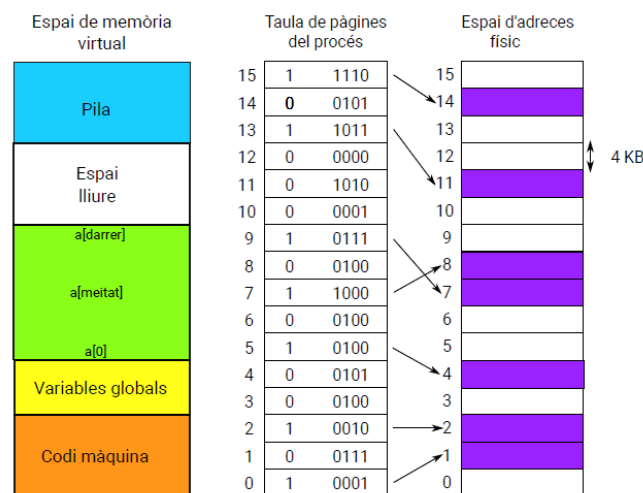 Espai de memòria
virtual
Pila
Espai
lliure
a[darrer]
a[meitat]
a[0]
Variables globals
Codi màquina
Taula de pàgines
del procés
15 1 1110
14 0 0101
13 1 1011
12 0 0000
11 0 1010
10 0 0001
9 1 0111
8 0 0100
7 1 1000
6 0 0100
5 1 0100
4 0 0101
3 0 0100
2 1 0010
1 0 0111
0 1 0001
Espai d'adreces
físic
15
14
13
12
11
10
9
8
7
6
5
4
3
2
1
0
4 KB